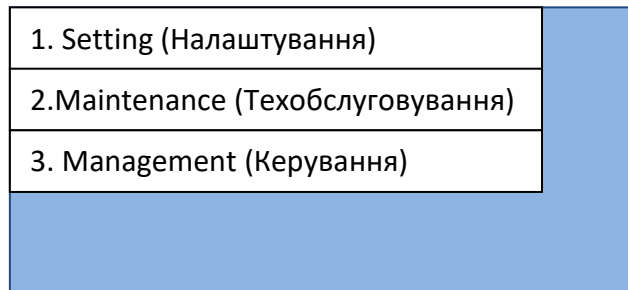 1. Setting (Налаштування)
2.Maintenance (Техобслуговування)
3. Management (Керування)